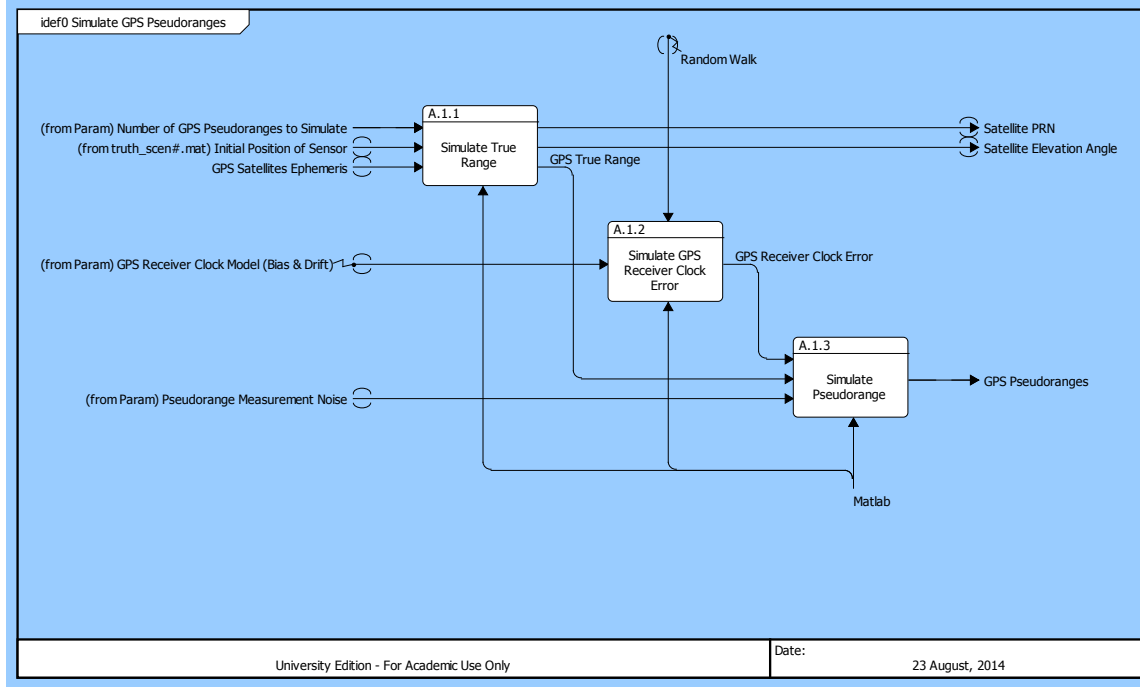 idef0 Simulate GPS Pseudoranges
Random Walk
A.1.1
Simulate True
Range
(from Param) Number of GPS Pseudoranges to Simulate
(from truth_scen#.mat) Initial Position of Sensor
GPS Satellites Ephemeris
Satellite PRN
Satellite Elevation Angle
GPS True Range
A.1.2
Simulate GPS
Receiver Clock
Error
(from Param) GPS Receiver Clock Model (Bias & Drift)
GPS Receiver Clock Error
A.1.3
Simulate
Pseudorange
GPS Pseudoranges
(from Param) Pseudorange Measurement Noise
Matlab
University Edition - For Academic Use Only
Date:
23 August, 2014